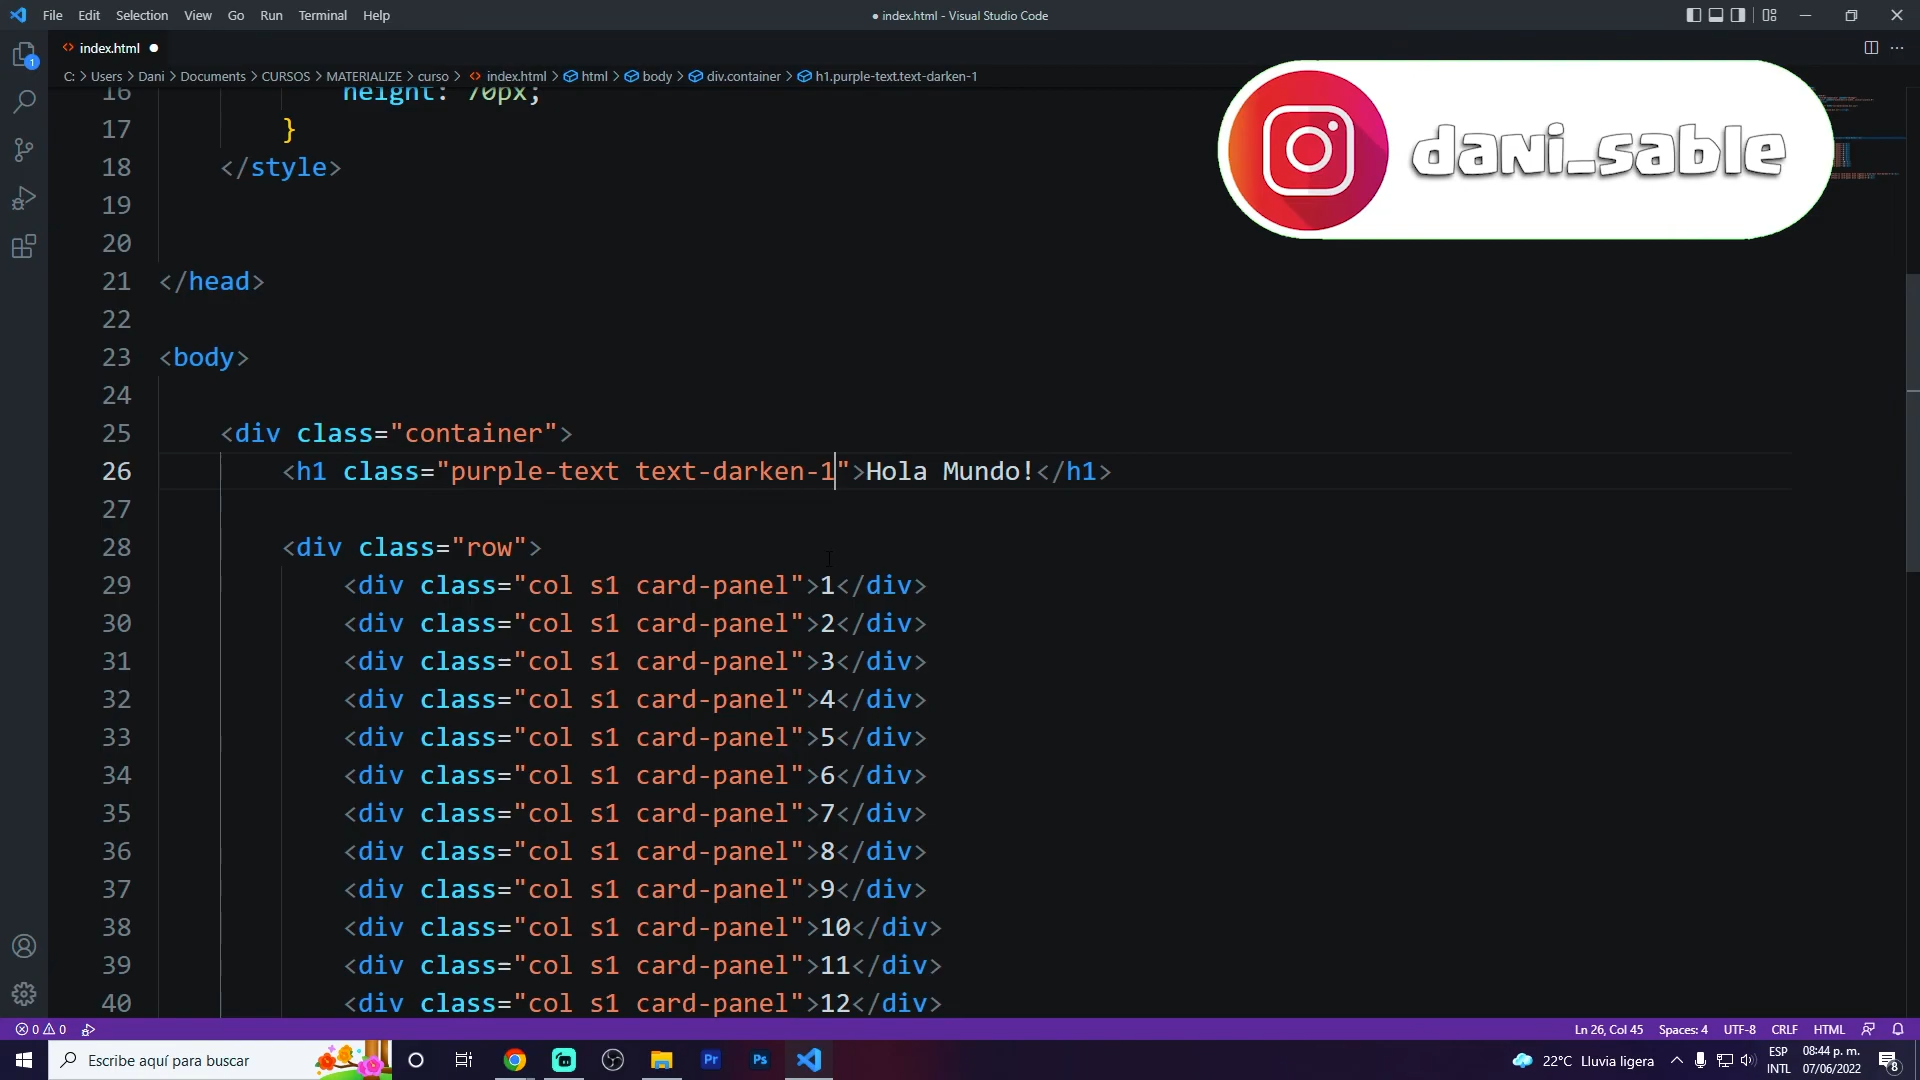 File Edit Selection View Go Run Terminal Help
● index.html - Visual Studio Code
index.html ●
C: > Users > Dani > Documents > CURSOS > MATERIALIZE > curso > index.html > html > body > div.container > h1.purple-text.text-darken-1
dani_sable
16 height: 70px;
17 }
18 </style>
19
20
21 </head>
22
23 <body>
24
25 <div class="container">
26 <h1 class="purple-text text-darken-1">Hola Mundo!</h1>
27
28 <div class="row">
29 <div class="col s1 card-panel">1</div>
30 <div class="col s1 card-panel">2</div>
31 <div class="col s1 card-panel">3</div>
32 <div class="col s1 card-panel">4</div>
33 <div class="col s1 card-panel">5</div>
34 <div class="col s1 card-panel">6</div>
35 <div class="col s1 card-panel">7</div>
36 <div class="col s1 card-panel">8</div>
37 <div class="col s1 card-panel">9</div>
38 <div class="col s1 card-panel">10</div>
39 <div class="col s1 card-panel">11</div>
40 <div class="col s1 card-panel">12</div>
0 0 Ln 26, Col 45 Spaces: 4 UTF-8 CRLF HTML
Escribe aquí para buscar
Pr Ps
22°C Lluvia ligera
ESP
INTL
08:44 p. m.
07/06/2022
8
1